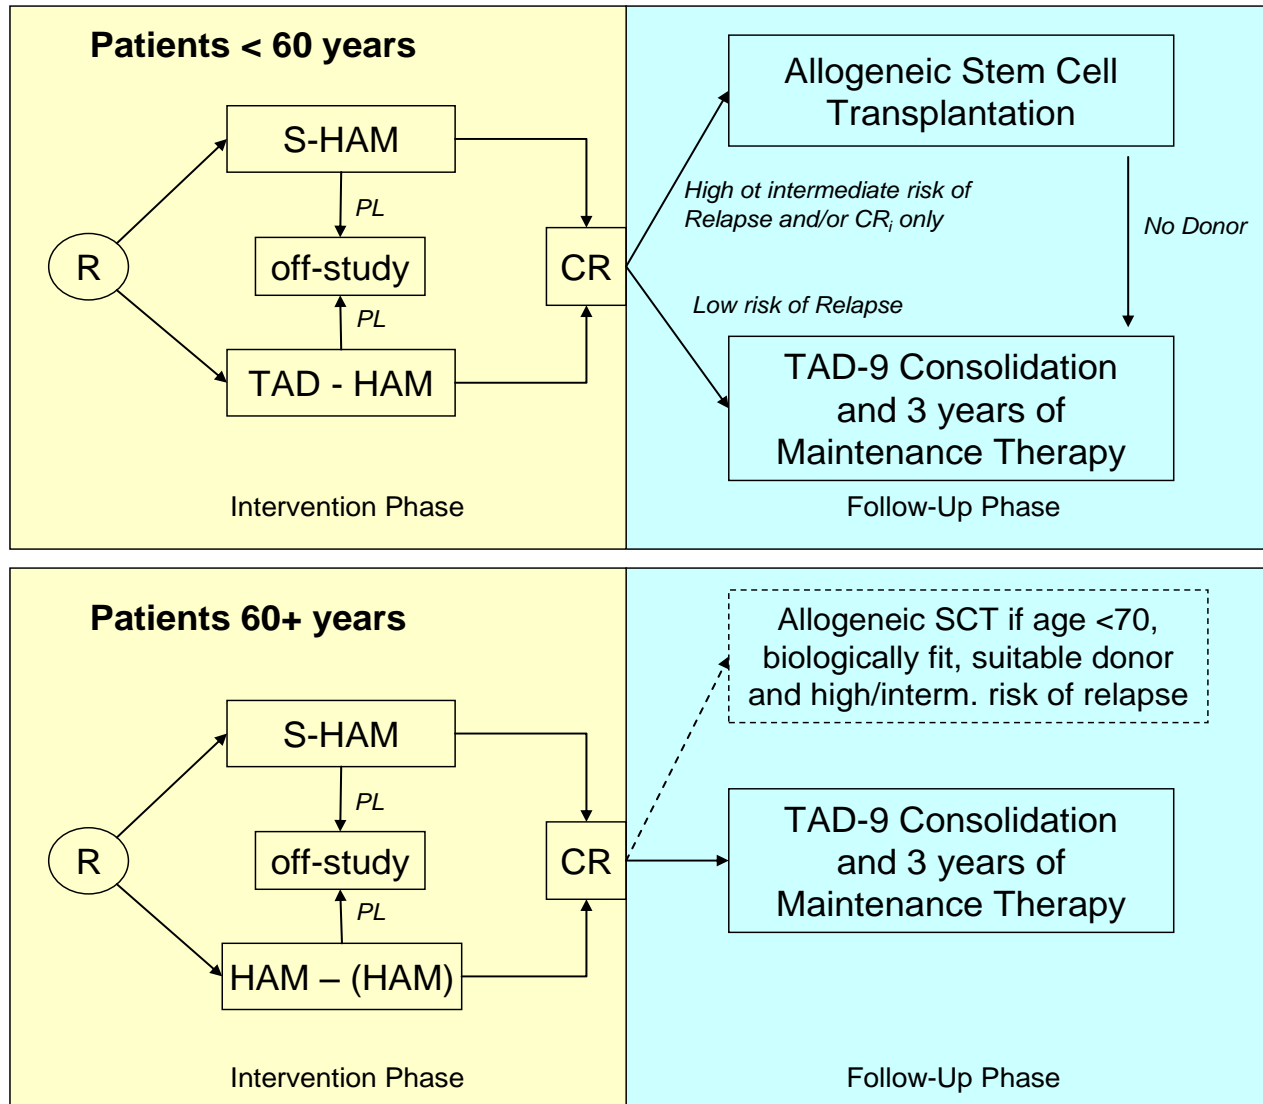 Patients < 60 years
S-HAM
PL
R
off-study
CR
PL
TAD - HAM
Intervention Phase
Allogeneic Stem Cell
Transplantation
High ot intermediate risk of
Relapse and/or CRi only
No Donor
Low risk of Relapse
TAD-9 Consolidation
and 3 years of
Maintenance Therapy
Follow-Up Phase
Patients 60+ years
S-HAM
PL
R
off-study
CR
PL
HAM – (HAM)
Intervention Phase
Allogeneic SCT if age <70,
biologically fit, suitable donor
and high/interm. risk of relapse
TAD-9 Consolidation
and 3 years of
Maintenance Therapy
Follow-Up Phase